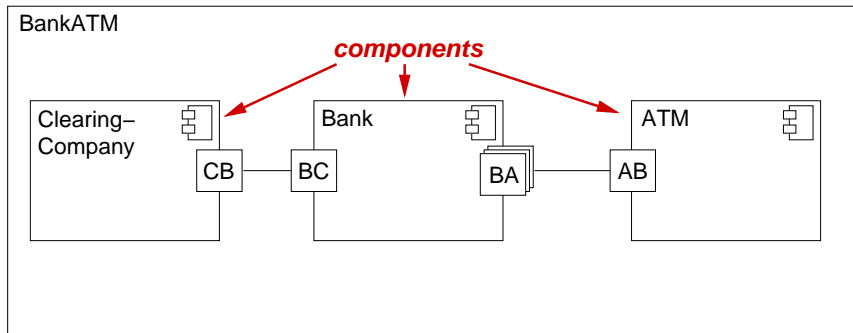 BankATM
components
Clearing–
Company
Bank
ATM
CB
BC
BA
AB